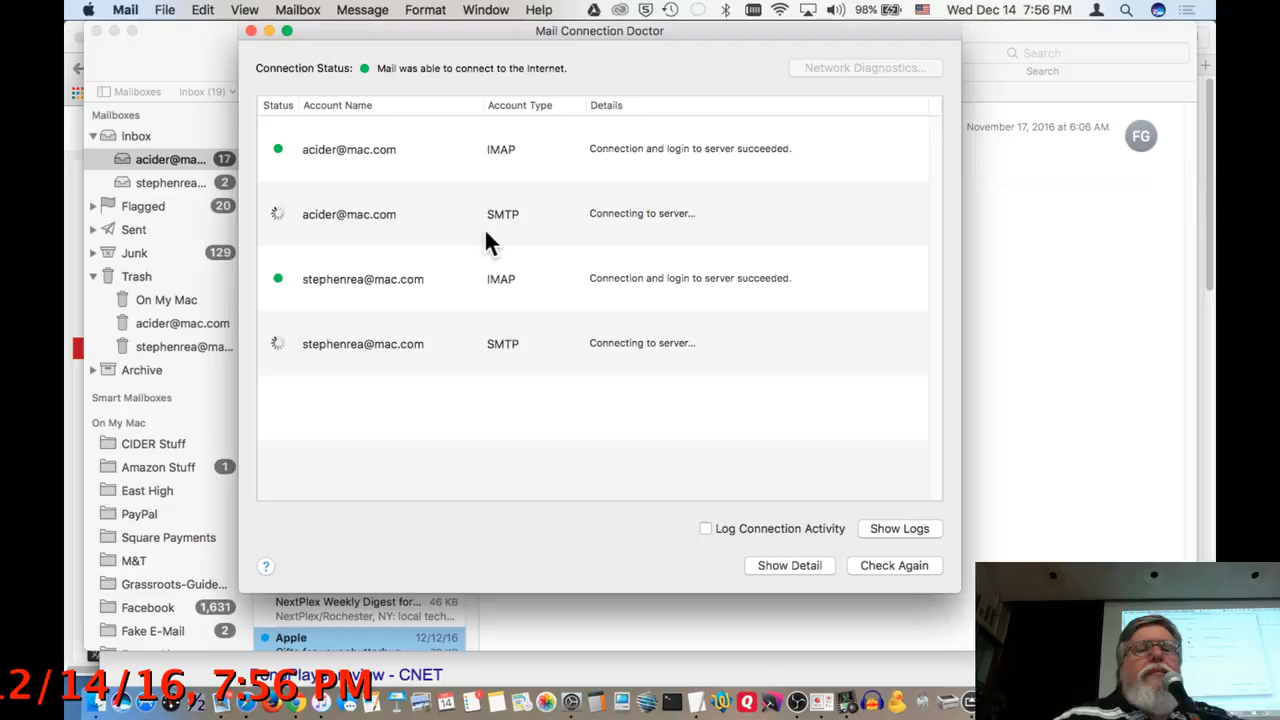 Mail File Edit View Mailbox Message Format Window Help 98% Wed Dec 14 7:56 PM
Mail Connection Doctor
Search
Search
Connection Sta Mail was able to connect to the Internet.
Network Diagnostics...
Mailboxes Inbox (19)
Status Account Name Account Type Details
Mailboxes
Inbox
acider@ma... 17
stephenrea... 2
Flagged 20
Sent
Junk 129
Trash
On My Mac
acider@mac.com
stephenrea@ma...
Archive
Smart Mailboxes
On My Mac
CIDER Stuff
Amazon Stuff 1
East High
PayPal
Square Payments
M&T
Grassroots-Guide...
Facebook 1,631
Fake E-Mail 2
acider@mac.com IMAP Connection and login to server succeeded.
acider@mac.com SMTP Connecting to server...
stephenrea@mac.com IMAP Connection and login to server succeeded.
stephenrea@mac.com SMTP Connecting to server...
Log Connection Activity Show Logs
? Show Detail Check Again
November 17, 2016 at 6:06 AM FG
NextPlex Weekly Digest for... 46 KB
NextPlex/Rochester, NY: local tech...
Apple 12/12/16
- CNET
2/14/16, 7:56 PM